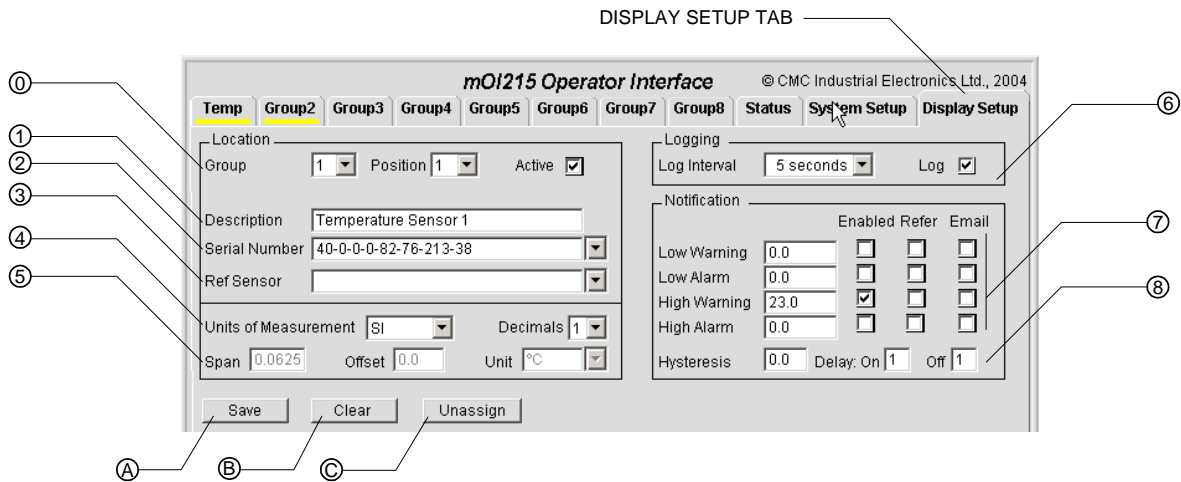 DISPLAY SETUP TAB
mOI215 Operator Interface © CMC Industrial Electronics Ltd., 2004
Temp Group2 Group3 Group4 Group5 Group6 Group7 Group8 Status System Setup Display Setup
0
1
2
3
4
5
6
7
8
Location
Group 1 Position 1 Active
Description Temperature Sensor 1
Serial Number 40-0-0-0-82-76-213-38
Ref Sensor
Units of Measurement SI Decimals 1
Span 0.0625 Offset 0.0 Unit °C
Logging
Log Interval 5 seconds Log
Notification
Enabled Refer Email
Low Warning 0.0
Low Alarm 0.0
High Warning 23.0
High Alarm 0.0
Hysteresis 0.0 Delay: On 1 Off 1
Save Clear Unassign
A B C